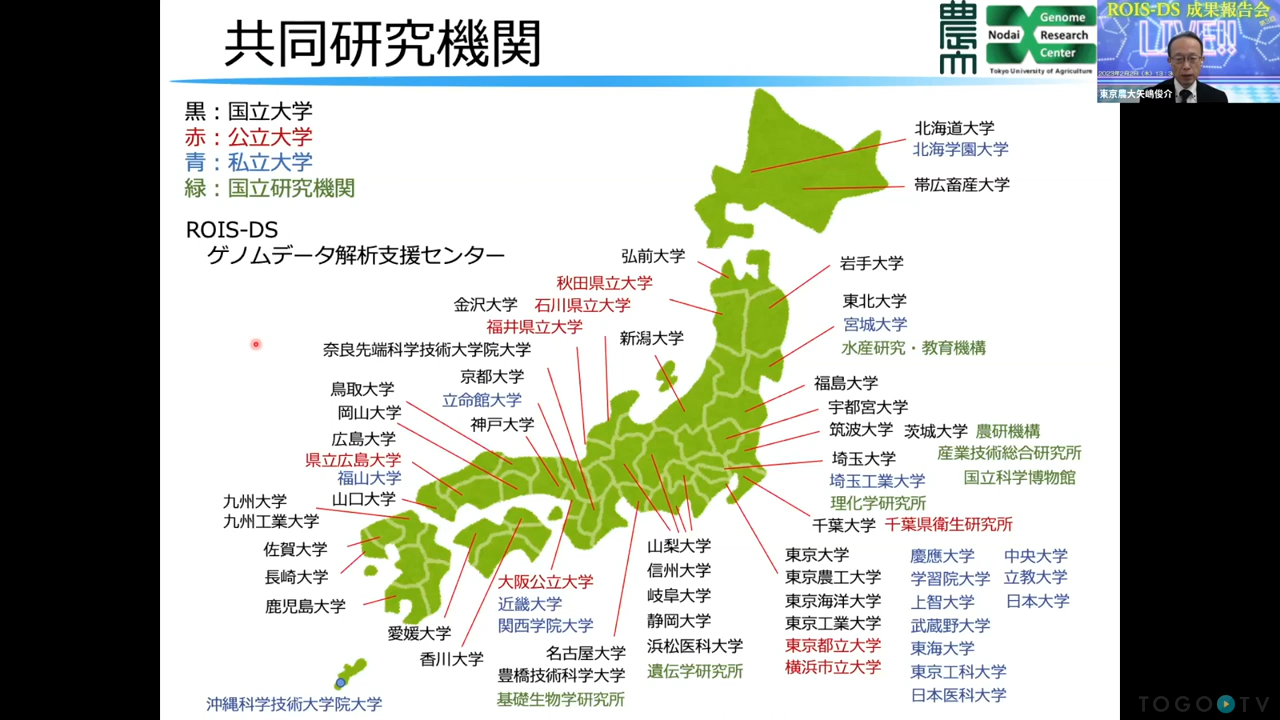 共同研究機関
農大
Genome
Nodai Research
Center
Tokyo University of Agriculture
ROIS-DS 成果報告会
LIVE!!
東京農大矢嶋俊介
黒：国立大学
赤：公立大学
青：私立大学
緑：国立研究機関
ROIS-DS
ゲノムデータ解析支援センター
北海道大学
北海学園大学
帯広畜産大学
弘前大学
岩手大学
秋田県立大学
金沢大学 石川県立大学
東北大学
福井県立大学
宮城大学
新潟大学
水産研究・教育機構
奈良先端科学技術大学院大学
京都大学
立命館大学
神戸大学
鳥取大学
岡山大学
広島大学
県立広島大学
福山大学
山口大学
九州大学
九州工業大学
佐賀大学
長崎大学
鹿児島大学
福島大学
宇都宮大学
筑波大学 茨城大学 農研機構
産業技術総合研究所
国立科学博物館
埼玉大学
埼玉工業大学
理化学研究所
千葉大学 千葉県衛生研究所
愛媛大学
香川大学
大阪公立大学
近畿大学
関西学院大学
名古屋大学
豊橋技術科学大学
基礎生物学研究所
山梨大学
信州大学
岐阜大学
静岡大学
浜松医科大学
遺伝学研究所
東京大学
東京農工大学
東京海洋大学
東京工業大学
東京都立大学
横浜市立大学
慶應大学 中央大学
学習院大学 立教大学
上智大学 日本大学
武蔵野大学
東海大学
東京工科大学
日本医科大学
沖縄科学技術大学院大学
TOGO TV